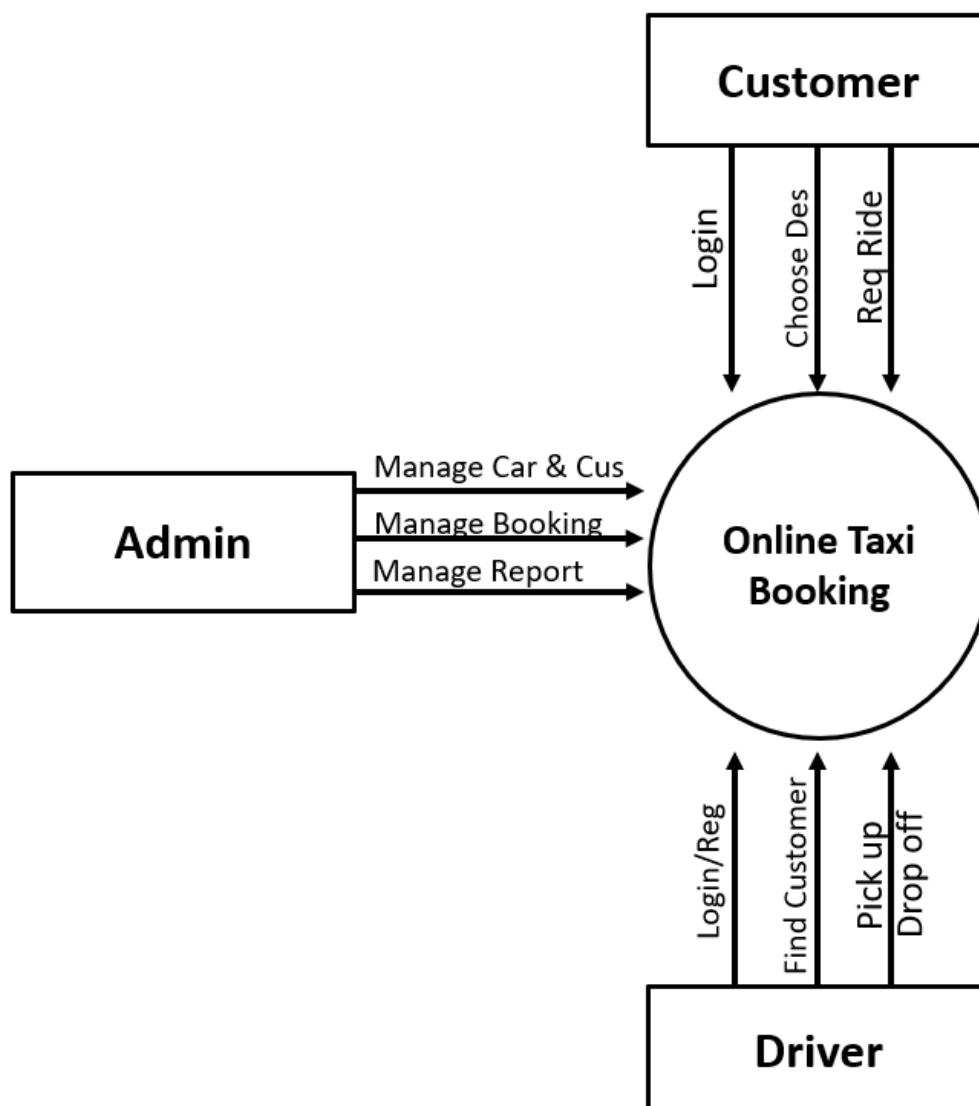 Customer
Login
Choose Des
Req Ride
Manage Car & Cus
Manage Booking
Manage Report
Admin
Online Taxi
Booking
Login/Reg
Find Customer
Pick up
Drop off
Driver